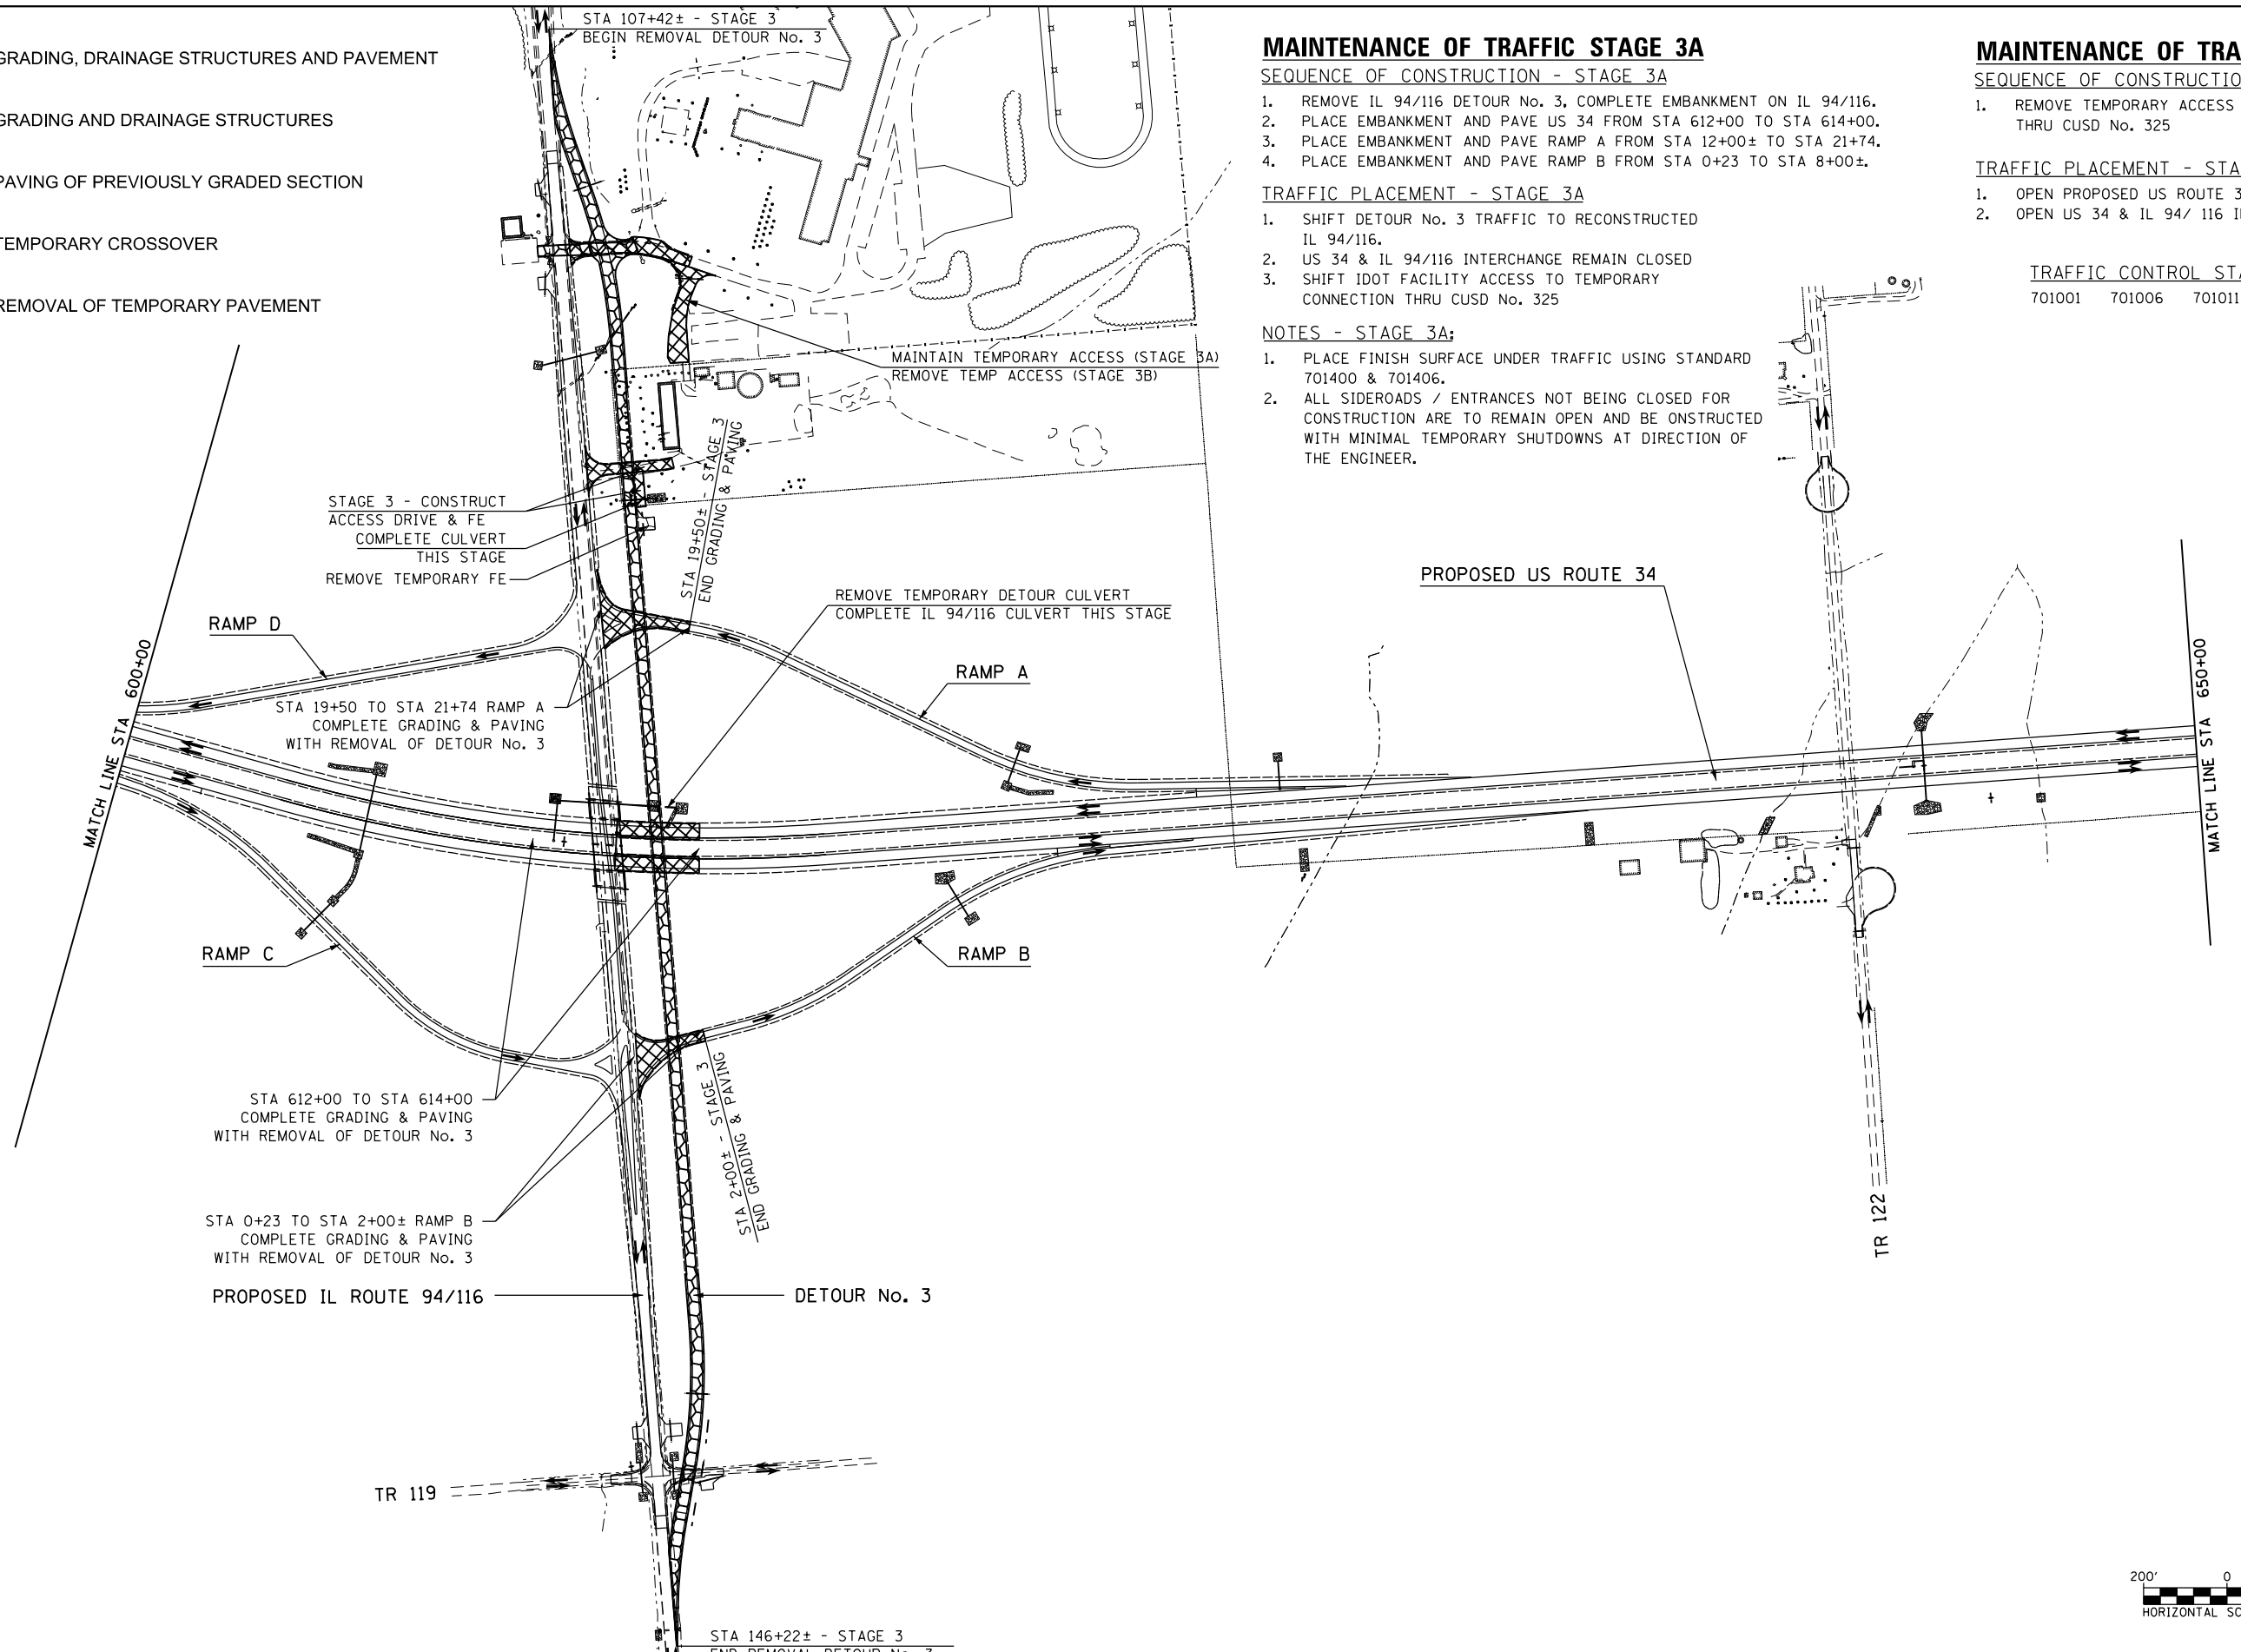 GRADING, DRAINAGE STRUCTURES AND PAVEMENT
GRADING AND DRAINAGE STRUCTURES
PAVING OF PREVIOUSLY GRADED SECTION
TEMPORARY CROSSOVER
REMOVAL OF TEMPORARY PAVEMENT
STA 107+42± - STAGE 3
BEGIN REMOVAL DETOUR No. 3
MAINTENANCE OF TRAFFIC STAGE 3A
SEQUENCE OF CONSTRUCTION - STAGE 3A
1. REMOVE IL 94/116 DETOUR No. 3, COMPLETE EMBANKMENT ON IL 94/116.
2. PLACE EMBANKMENT AND PAVE US 34 FROM STA 612+00 TO STA 614+00.
3. PLACE EMBANKMENT AND PAVE RAMP A FROM STA 12+00± TO STA 21+74.
4. PLACE EMBANKMENT AND PAVE RAMP B FROM STA 0+23 TO STA 8+00±.
TRAFFIC PLACEMENT - STAGE 3A
1. SHIFT DETOUR No. 3 TRAFFIC TO RECONSTRUCTED
IL 94/116.
2. US 34 & IL 94/116 INTERCHANGE REMAIN CLOSED
3. SHIFT IDOT FACILITY ACCESS TO TEMPORARY
CONNECTION THRU CUSD No. 325
NOTES - STAGE 3A:
1. PLACE FINISH SURFACE UNDER TRAFFIC USING STANDARD
701400 & 701406.
2. ALL SIDEROADS / ENTRANCES NOT BEING CLOSED FOR
CONSTRUCTION ARE TO REMAIN OPEN AND BE ONSTRUCTED
WITH MINIMAL TEMPORARY SHUTDOWNS AT DIRECTION OF
THE ENGINEER.
MAINTENANCE OF TRA
SEQUENCE OF CONSTRUCTIO
1. REMOVE TEMPORARY ACCESS
THRU CUSD No. 325
TRAFFIC PLACEMENT - STA
1. OPEN PROPOSED US ROUTE 3
2. OPEN US 34 & IL 94/ 116 I
TRAFFIC CONTROL STA
701001 701006 701011
MAINTAIN TEMPORARY ACCESS (STAGE 3A)
REMOVE TEMP ACCESS (STAGE 3B)
STA 19+50± - STAGE 3
END GRADING & PAVING
STAGE 3 - CONSTRUCT
ACCESS DRIVE & FE
COMPLETE CULVERT
THIS STAGE
REMOVE TEMPORARY FE
REMOVE TEMPORARY DETOUR CULVERT
COMPLETE IL 94/116 CULVERT THIS STAGE
PROPOSED US ROUTE 34
RAMP D
RAMP A
MATCH LINE STA 600+00
MATCH LINE STA 650+00
STA 19+50 TO STA 21+74 RAMP A
COMPLETE GRADING & PAVING
WITH REMOVAL OF DETOUR No. 3
RAMP C
RAMP B
STA 612+00 TO STA 614+00
COMPLETE GRADING & PAVING
WITH REMOVAL OF DETOUR No. 3
STA 2+00± - STAGE 3
END GRADING & PAVING
STA 0+23 TO STA 2+00± RAMP B
COMPLETE GRADING & PAVING
WITH REMOVAL OF DETOUR No. 3
TR 122
PROPOSED IL ROUTE 94/116
DETOUR No. 3
TR 119
STA 146+22± - STAGE 3
END REMOVAL DETOUR No. 3
200' 0
HORIZONTAL SC